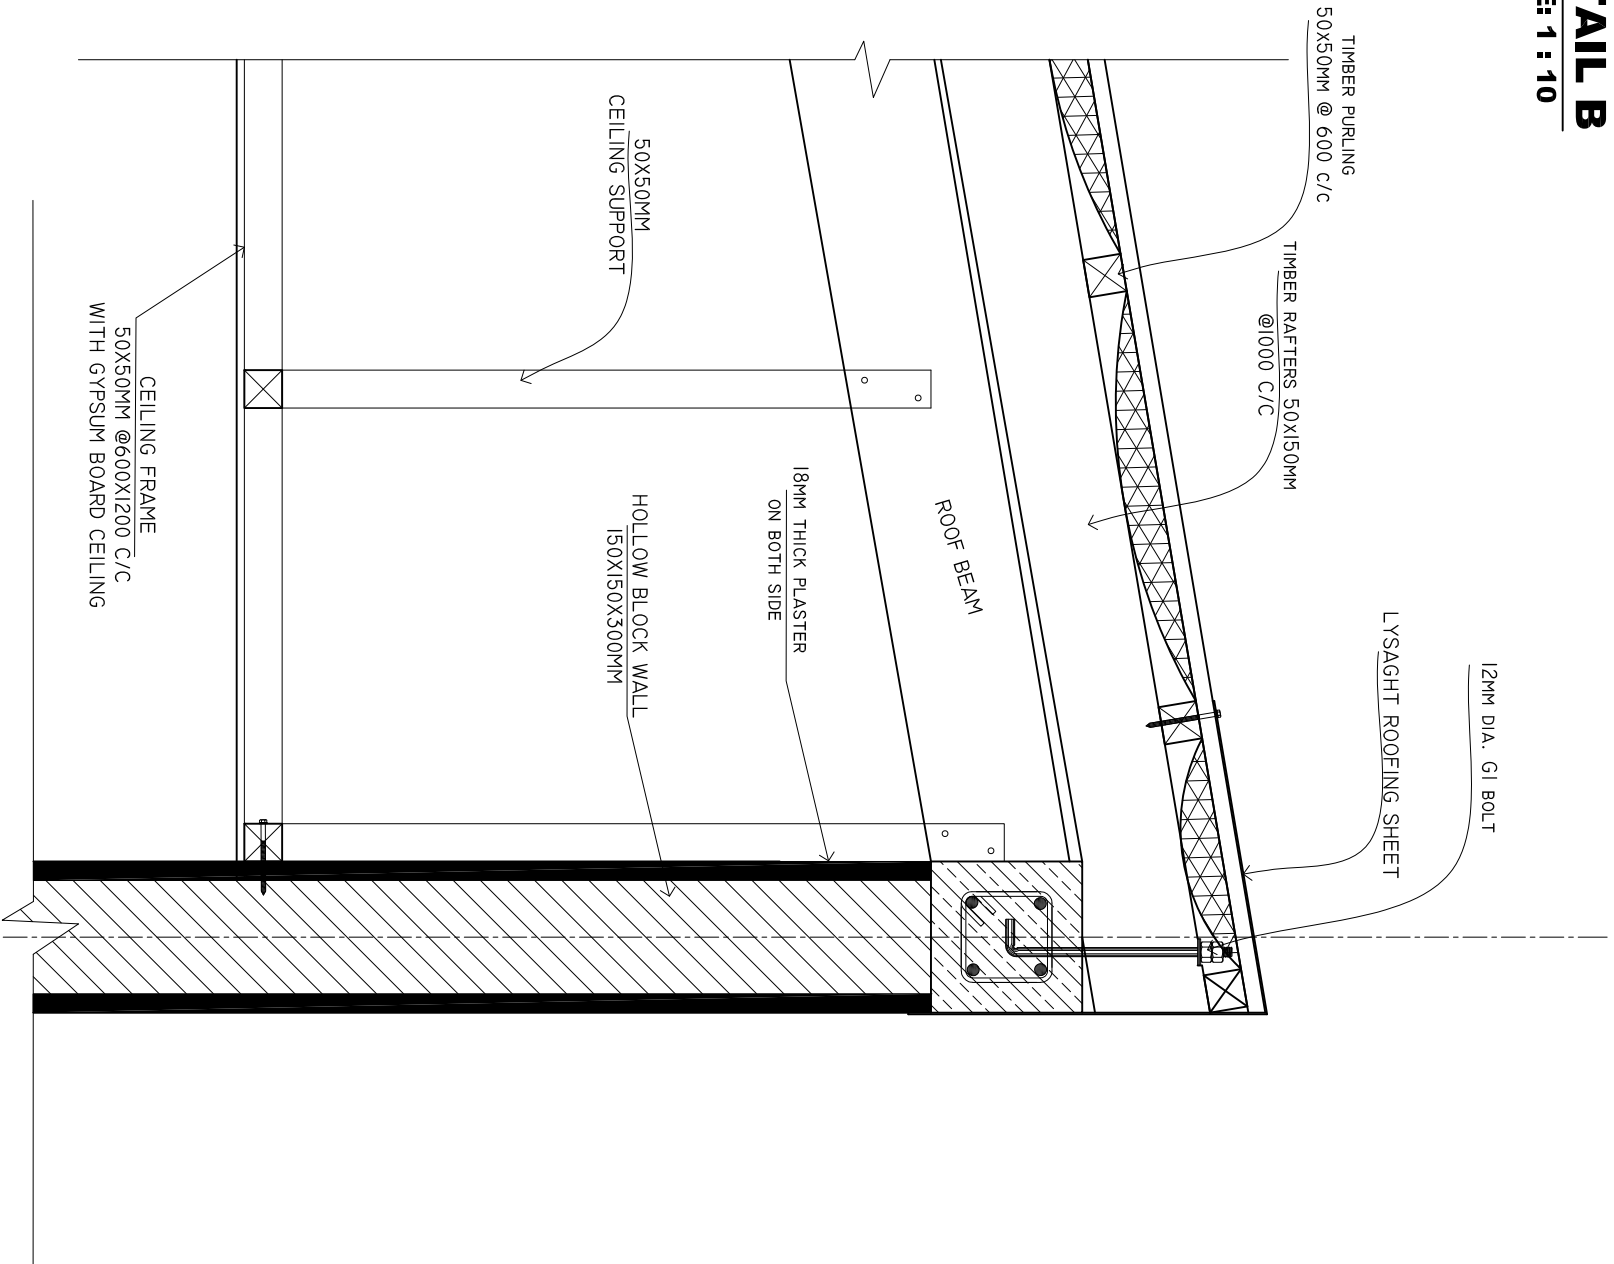 TAIL B
E: 1 : 10
TIMBER PURLING
50x50MM @ 600 C/C
TIMBER RAFTERS 50x150MM
@1000 C/C
12MM DIA. GI BOLT
LYSAGHT ROOFING SHEET
ROOF BEAM
50X50MM
CEILING SUPPORT
18MM THICK PLASTER
ON BOTH SIDE
HOLLOW BLOCK WALL
150X150X300MM
CEILING FRAME
50X50MM @600X1200 C/C
WITH GYPSUM BOARD CEILING